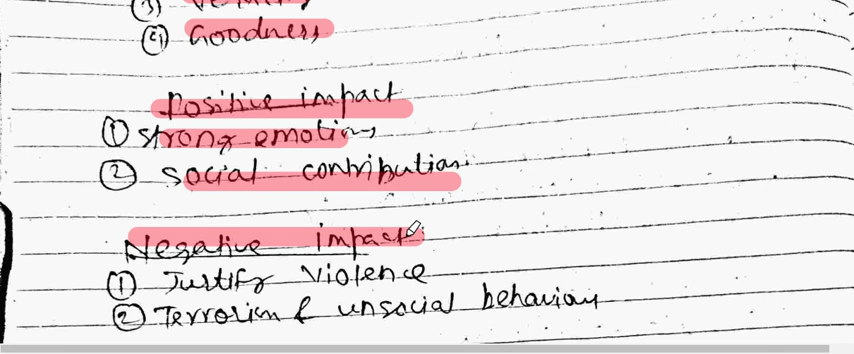 (3)
(4) Goodness
Positive impact
(1) strong emotions
(2) social contribution
Negative impact
(1) Justify violence
(2) Terrorism & unsocial behaviour